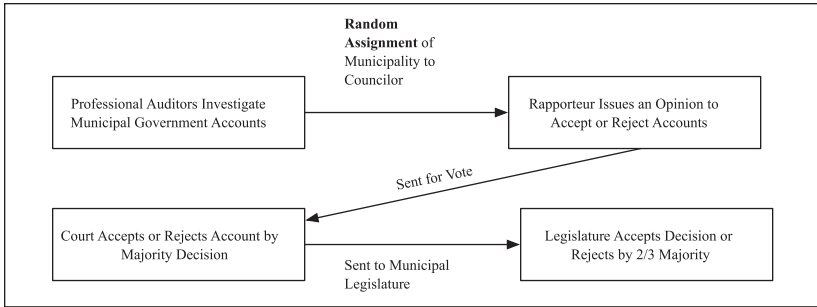 Random
Assignment of
Municipality to
Councilor
Professional Auditors Investigate
Municipal Government Accounts
Rapporteur Issues an Opinion to
Accept or Reject Accounts
Sent for Vote
Court Accepts or Rejects Account by
Majority Decision
Sent to Municipal
Legislature
Legislature Accepts Decision or
Rejects by 2/3 Majority